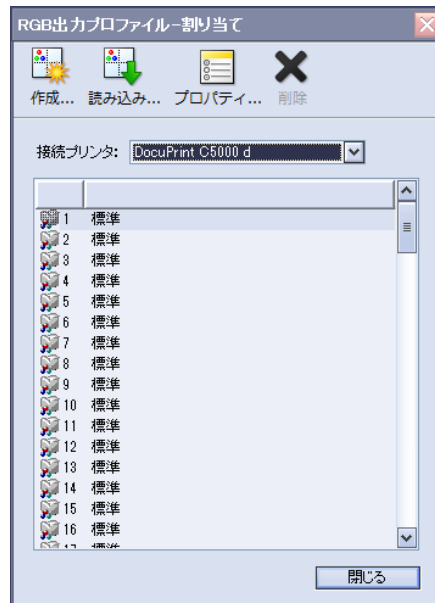 RGB出力プロファイル-割り当て
作成... 読み込み... プロパティ... 削除
接続プリンタ: DocuPrint C5000 d
1 標準
2 標準
3 標準
4 標準
5 標準
6 標準
7 標準
8 標準
9 標準
10 標準
11 標準
12 標準
13 標準
14 標準
15 標準
16 標準
17 標準
閉じる